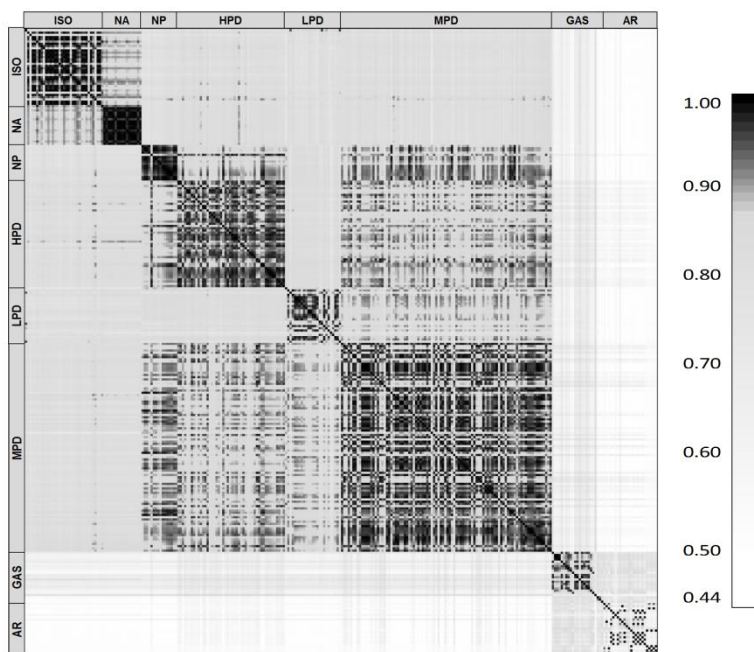 ISO NA NP HPD LPD MPD GAS AR
ISO
NA
NP
HPD
LPD
MPD
GAS
AR
1.00
0.90
0.80
0.70
0.60
0.50
0.44